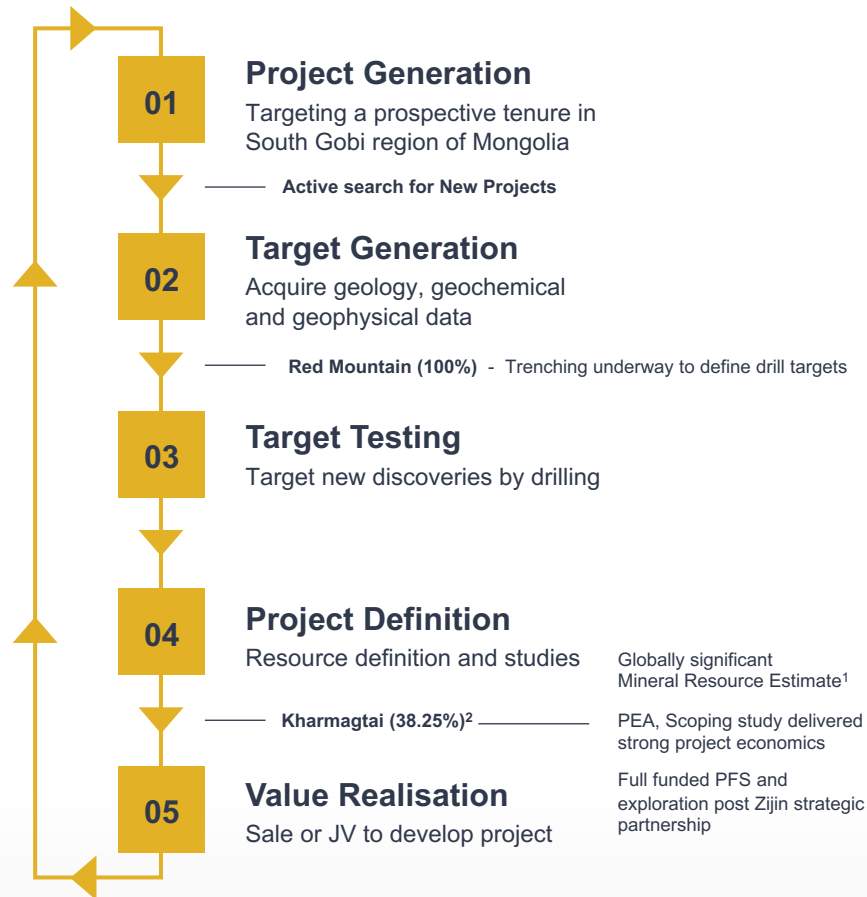 01
Project Generation
Targeting a prospective tenure in
South Gobi region of Mongolia
Active search for New Projects
02
Target Generation
Acquire geology, geochemical
and geophysical data
Red Mountain (100%) - Trenching underway to define drill targets
03
Target Testing
Target new discoveries by drilling
04
Project Definition
Resource definition and studies
Globally significant
Mineral Resource Estimate¹
Kharmagtai (38.25%)²
PEA, Scoping study delivered
strong project economics
05
Value Realisation
Sale or JV to develop project
Full funded PFS and
exploration post Zijin strategic
partnership